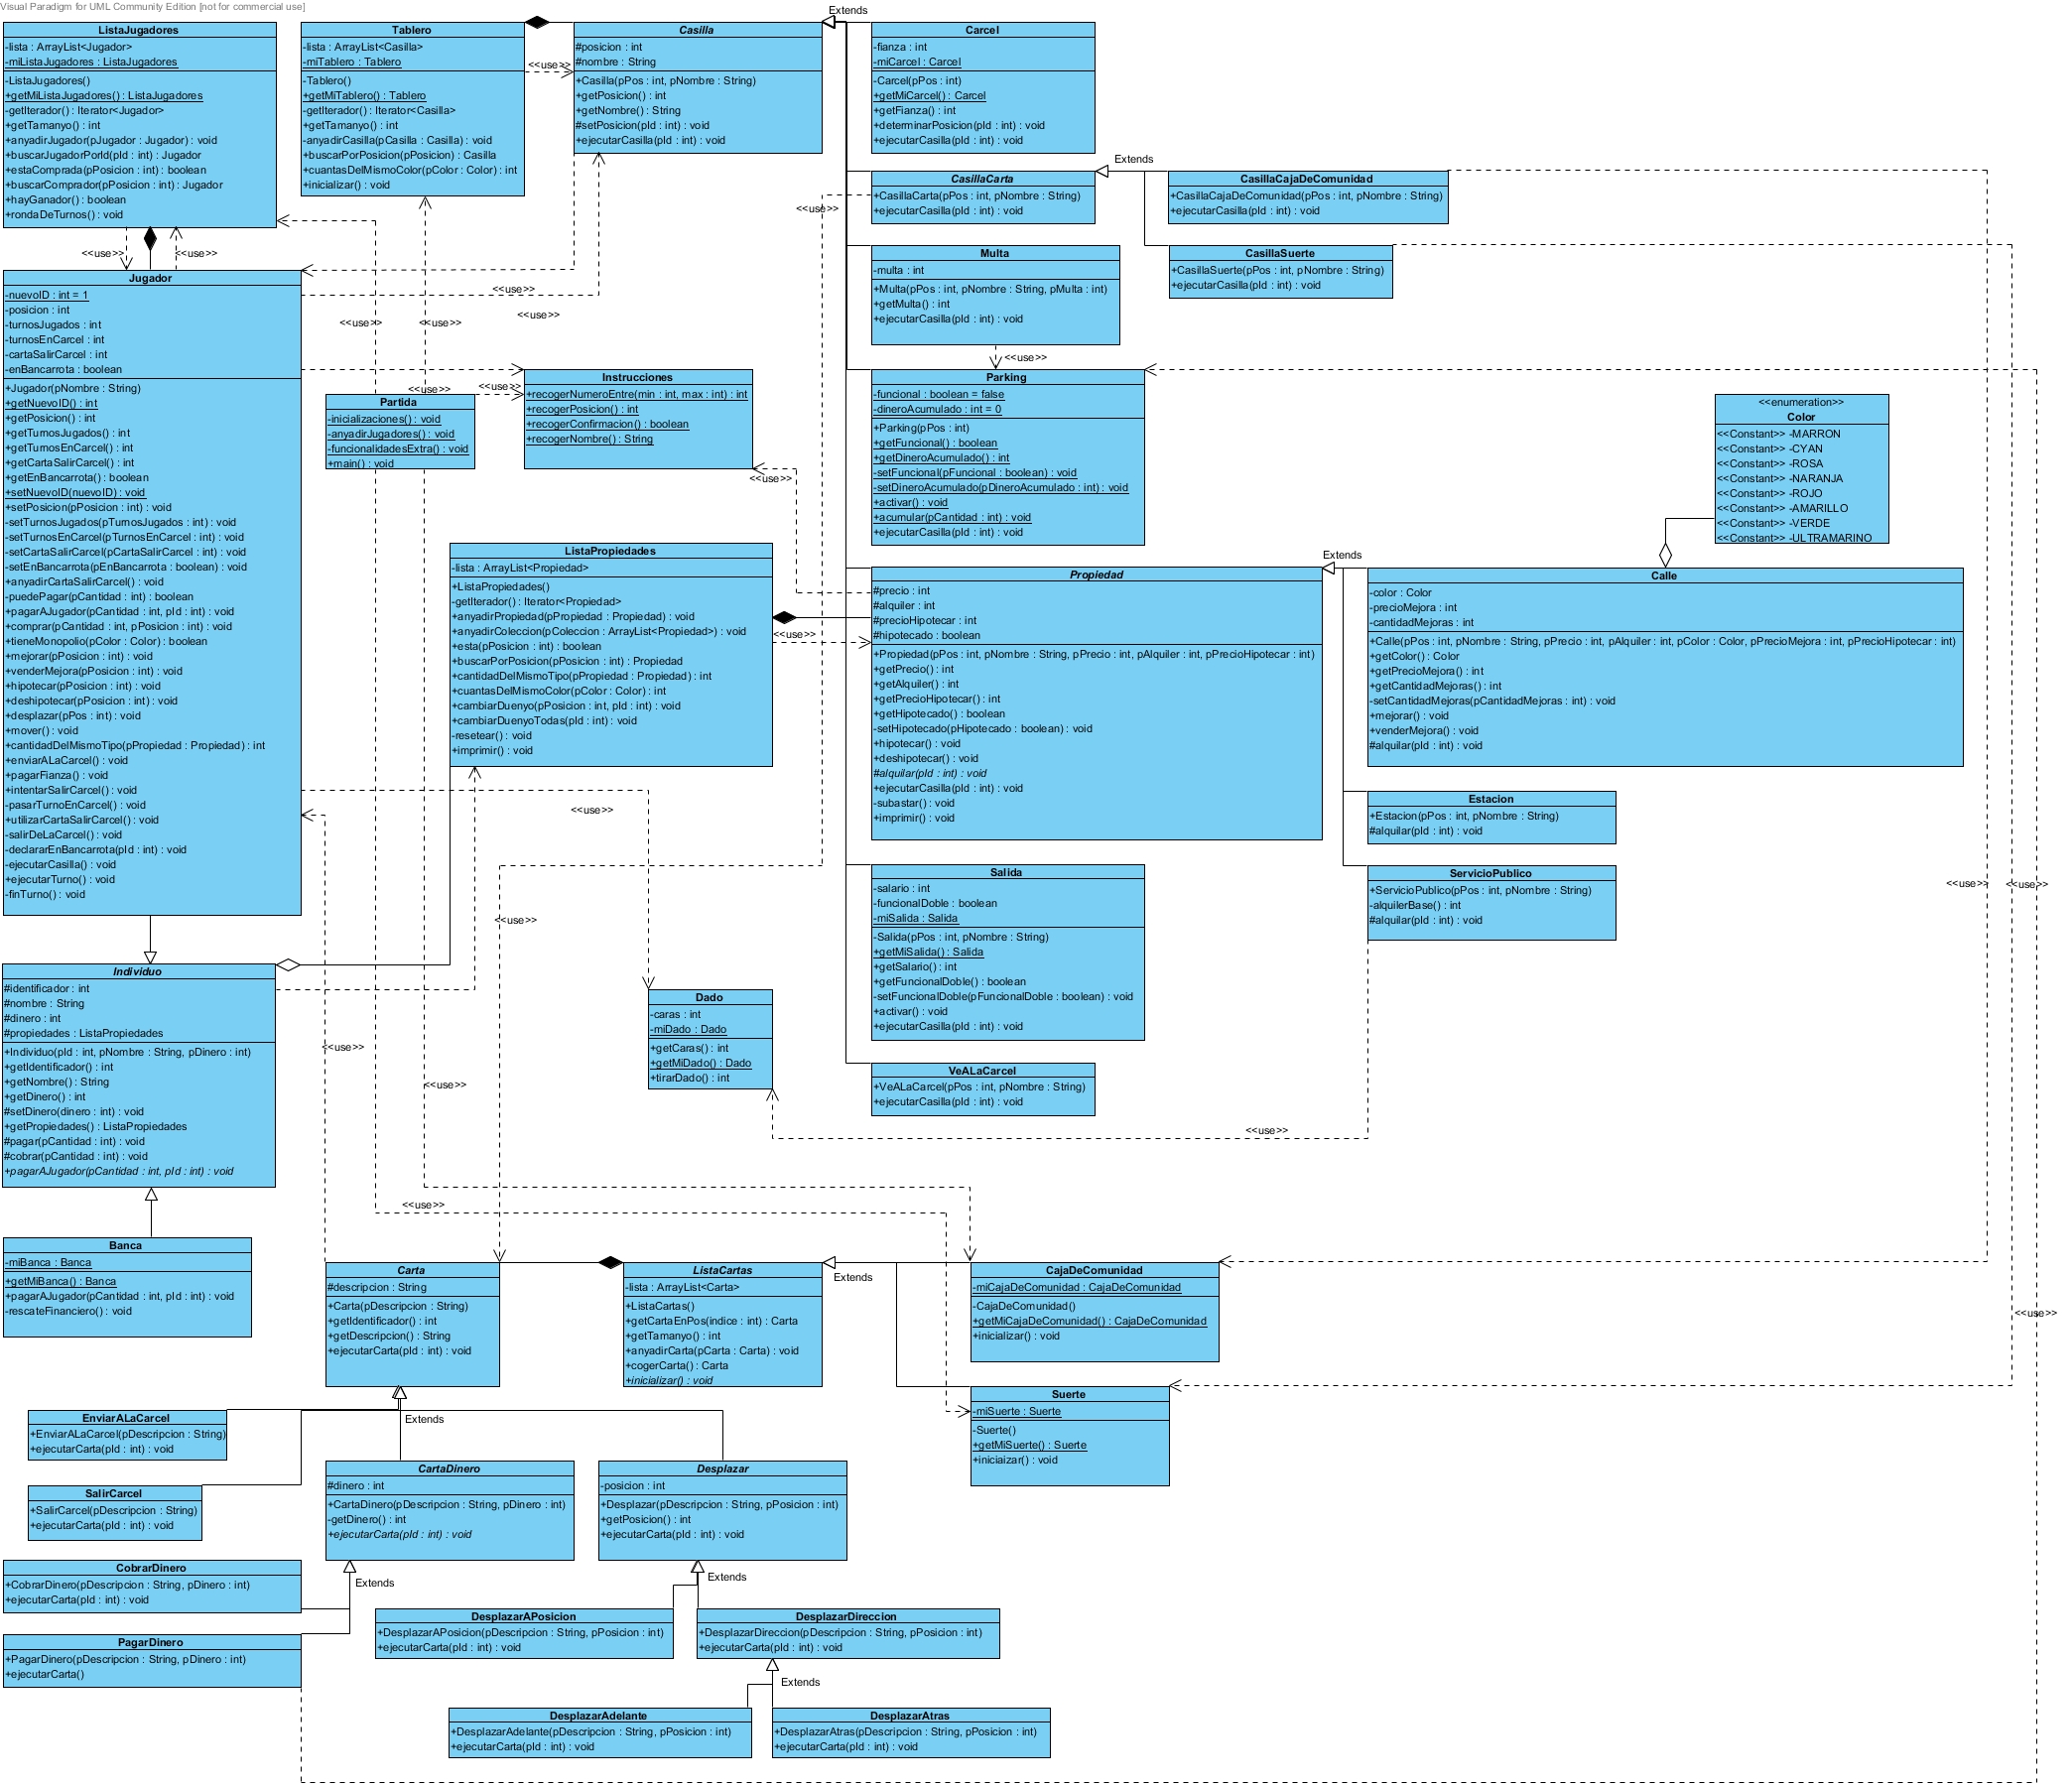 Visual Paradigm for UML Community Edition [not for commercial use]
ListaJugadores
-lista : ArrayList<Jugador>
-miListaJugadores : ListaJugadores
-ListaJugadores()
+getMiListaJugadores() : ListaJugadores
-getIterador() : Iterator<Jugador>
+getTamanyo() : int
+anyadirJugador(pJugador : Jugador) : void
+buscarJugadorPorId(pId : int) : Jugador
+estaComprada(pPosicion : int) : boolean
+buscarComprador(pPosicion : int) : Jugador
+hayGanador() : boolean
+rondaDeTurnos() : void
Tablero
-lista : ArrayList<Casilla>
-miTablero : Tablero
-Tablero()
+getMiTablero() : Tablero
-getIterador() : Iterator<Casilla>
+getTamanyo() : int
-anyadirCasilla(pCasilla : Casilla) : void
+buscarPorPosicion(pPosicion) : Casilla
+cuantasDelMismoColor(pColor : Color) : int
+inicializar() : void
<<use>>
Casilla
#posicion : int
#nombre : String
+Casilla(pPos : int, pNombre : String)
+getPosicion() : int
+getNombre() : String
#setPosicion(pId : int) : void
+ejecutarCasilla(pId : int) : void
Extends
Carcel
-fianza : int
-miCarcel : Carcel
-Carcel(pPos : int)
+getMiCarcel() : Carcel
+getFianza() : int
+determinarPosicion(pId : int) : void
+ejecutarCasilla(pId : int) : void
Extends
CasillaCarta
+CasillaCarta(pPos : int, pNombre : String)
+ejecutarCasilla(pId : int) : void
<<use>>
CasillaCajaDeComunidad
+CasillaCajaDeComunidad(pPos : int, pNombre : String)
+ejecutarCasilla(pId : int) : void
CasillaSuerte
+CasillaSuerte(pPos : int, pNombre : String)
+ejecutarCasilla(pId : int) : void
Multa
-multa : int
+Multa(pPos : int, pNombre : String, pMulta : int)
+getMulta() : int
+ejecutarCasilla(pId : int) : void
<<use>>
<<use>>
<<use>>
Jugador
-nuevoID : int = 1
-posicion : int
-turnosJugados : int
-turnosEnCarcel : int
-cartaSalirCarcel : int
-enBancarrota : boolean
+Jugador(pNombre : String)
+getNuevoID() : int
+getPosicion() : int
+getTurnosJugados() : int
+getTurnosEnCarcel() : int
+getCartaSalirCarcel() : int
+getEnBancarrota() : boolean
+setNuevoID(nuevoID) : void
+setPosicion(pPosicion : int) : void
-setTurnosJugados(pTurnosJugados : int) : void
-setTurnosEnCarcel(pTurnosEnCarcel : int) : void
-setCartaSalirCarcel(pCartaSalirCarcel : int) : void
-setEnBancarrota(pEnBancarrota : boolean) : void
+anyadirCartaSalirCarcel() : void
-puedePagar(pCantidad : int) : boolean
+pagarAJugador(pCantidad : int, pId : int) : void
+comprar(pCantidad : int, pPosicion : int) : void
+tieneMonopolio(pColor : Color) : boolean
+mejorar(pPosicion : int) : void
+venderMejora(pPosicion : int) : void
+hipotecar(pPosicion : int) : void
+deshipotecar(pPosicion : int) : void
+desplazar(pPos : int) : void
+mover() : void
+cantidadDelMismoTipo(pPropiedad : Propiedad) : int
+enviarALaCarcel() : void
+pagarFianza() : void
+intentarSalirCarcel() : void
-pasarTurnoEnCarcel() : void
+utilizarCartaSalirCarcel() : void
-salirDeLaCarcel() : void
-declararEnBancarrota(pId : int) : void
-ejecutarCasilla() : void
+ejecutarTurno() : void
-finTurno() : void
<<use>>
<<use>>
<<use>>
<<use>>
<<use>>
<<use>>
Partida
-inicializaciones() : void
-anyadirJugadores() : void
-funcionalidadesExtra() : void
+main() : void
Instrucciones
+recogerNumeroEntre(min : int, max : int) : int
+recogerPosicion() : int
+recogerConfirmacion() : boolean
+recogerNombre() : String
<<use>>
Parking
-funcional : boolean = false
-dineroAcumulado : int = 0
+Parking(pPos : int)
+getFuncional() : boolean
+getDineroAcumulado() : int
-setFuncional(pFuncional : boolean) : void
-setDineroAcumulado(pDineroAcumulado : int) : void
+activar() : void
+acumular(pCantidad : int) : void
+ejecutarCasilla(pId : int) : void
<<enumeration>>
Color
<<Constant>> -MARRON
<<Constant>> -CYAN
<<Constant>> -ROSA
<<Constant>> -NARANJA
<<Constant>> -ROJO
<<Constant>> -AMARILLO
<<Constant>> -VERDE
<<Constant>> -ULTRAMARINO
ListaPropiedades
-lista : ArrayList<Propiedad>
+ListaPropiedades()
-getIterador() : Iterator<Propiedad>
+anyadirPropiedad(pPropiedad : Propiedad) : void
+anyadirColeccion(pColeccion : ArrayList<Propiedad>) : void
+esta(pPosicion : int) : boolean
+buscarPorPosicion(pPosicion : int) : Propiedad
+cantidadDelMismoTipo(pPropiedad : Propiedad) : int
+cuantasDelMismoColor(pColor : Color) : int
+cambiarDuenyo(pPosicion : int, pId : int) : void
+cambiarDuenyoTodas(pId : int) : void
-resetear() : void
+imprimir() : void
<<use>>
Propiedad
#precio : int
#alquiler : int
#precioHipotecar : int
#hipotecado : boolean
+Propiedad(pPos : int, pNombre : String, pPrecio : int, pAlquiler : int, pPrecioHipotecar : int)
+getPrecio() : int
+getAlquiler() : int
+getPrecioHipotecar() : int
+getHipotecado() : boolean
-setHipotecado(pHipotecado : boolean) : void
+hipotecar() : void
+deshipotecar() : void
#alquilar(pId : int) : void
+ejecutarCasilla(pId : int) : void
-subastar() : void
+imprimir() : void
Extends
Calle
-color : Color
-precioMejora : int
-cantidadMejoras : int
+Calle(pPos : int, pNombre : String, pPrecio : int, pAlquiler : int, pColor : Color, pPrecioMejora : int, pPrecioHipotecar : int)
+getColor() : Color
+getPrecioMejora() : int
+getCantidadMejoras() : int
-setCantidadMejoras(pCantidadMejoras : int) : void
+mejorar() : void
+venderMejora() : void
#alquilar(pId : int) : void
Estacion
+Estacion(pPos : int, pNombre : String)
#alquilar(pId : int) : void
ServicioPublico
+ServicioPublico(pPos : int, pNombre : String)
-alquilerBase() : int
#alquilar(pId : int) : void
<<use>>
<<use>>
<<use>>
<<use>>
Salida
-salario : int
-funcionalDoble : boolean
-miSalida : Salida
-Salida(pPos : int, pNombre : String)
+getMiSalida() : Salida
+getSalario() : int
+getFuncionalDoble() : boolean
-setFuncionalDoble(pFuncionalDoble : boolean) : void
+activar() : void
+ejecutarCasilla(pId : int) : void
Individuo
#identificador : int
#nombre : String
#dinero : int
#propiedades : ListaPropiedades
+Individuo(pId : int, pNombre : String, pDinero : int)
+getIdentificador() : int
+getNombre() : String
+getDinero() : int
#setDinero(dinero : int) : void
+getPropiedades() : ListaPropiedades
#pagar(pCantidad : int) : void
#cobrar(pCantidad : int) : void
+pagarAJugador(pCantidad : int, pId : int) : void
<<use>>
<<use>>
Dado
-caras : int
-miDado : Dado
+getCaras() : int
+getMiDado() : Dado
+tirarDado() : int
VeALaCarcel
+VeALaCarcel(pPos : int, pNombre : String)
+ejecutarCasilla(pId : int) : void
<<use>>
<<use>>
Banca
-miBanca : Banca
+getMiBanca() : Banca
+pagarAJugador(pCantidad : int, pId : int) : void
-rescateFinanciero() : void
Carta
#descripcion : String
+Carta(pDescripcion : String)
+getIdentificador() : int
+getDescripcion() : String
+ejecutarCarta(pId : int) : void
ListaCartas
-lista : ArrayList<Carta>
+ListaCartas()
+getCartaEnPos(indice : int) : Carta
+getTamanyo() : int
+anyadirCarta(pCarta : Carta) : void
+cogerCarta() : Carta
+inicializar() : void
Extends
CajaDeComunidad
-miCajaDeComunidad : CajaDeComunidad
-CajaDeComunidad()
+getMiCajaDeComunidad() : CajaDeComunidad
+inicializar() : void
<<use>>
Suerte
-miSuerte : Suerte
-Suerte()
+getMiSuerte() : Suerte
+iniciaizar() : void
EnviarALaCarcel
+EnviarALaCarcel(pDescripcion : String)
+ejecutarCarta(pId : int) : void
Extends
SalirCarcel
+SalirCarcel(pDescripcion : String)
+ejecutarCarta(pId : int) : void
CartaDinero
#dinero : int
+CartaDinero(pDescripcion : String, pDinero : int)
-getDinero() : int
+ejecutarCarta(pId : int) : void
Desplazar
-posicion : int
+Desplazar(pDescripcion : String, pPosicion : int)
+getPosicion() : int
+ejecutarCarta(pId : int) : void
CobrarDinero
+CobrarDinero(pDescripcion : String, pDinero : int)
+ejecutarCarta(pId : int) : void
Extends
Extends
PagarDinero
+PagarDinero(pDescripcion : String, pDinero : int)
+ejecutarCarta()
DesplazarAPosicion
+DesplazarAPosicion(pDescripcion : String, pPosicion : int)
+ejecutarCarta(pId : int) : void
DesplazarDireccion
+DesplazarDireccion(pDescripcion : String, pPosicion : int)
+ejecutarCarta(pId : int) : void
Extends
DesplazarAdelante
+DesplazarAdelante(pDescripcion : String, pPosicion : int)
+ejecutarCarta(pId : int) : void
DesplazarAtras
+DesplazarAtras(pDescripcion : String, pPosicion : int)
+ejecutarCarta(pId : int) : void